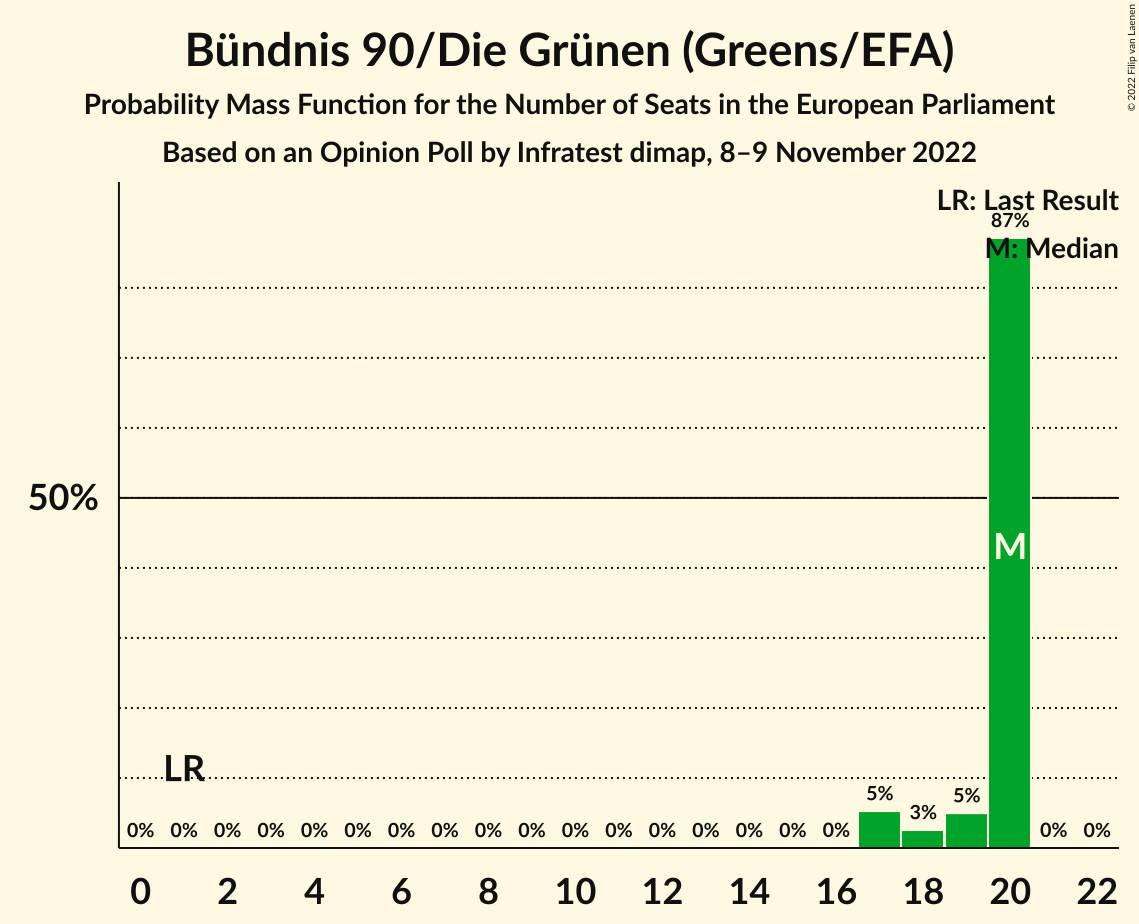 Bündnis 90/Die Grünen (Greens/EFA)
Probability Mass Function for the Number of Seats in the European Parliament
Based on an Opinion Poll by Infratest dimap, 8–9 November 2022
© 2022 Filip van Laenen
LR: Last Result
87%
M: Median
50%
M
LR
5% 3% 5%
0% 0% 0% 0% 0% 0% 0% 0% 0% 0% 0% 0% 0% 0% 0% 0% 0% 0% 0%
0 2 4 6 8 10 12 14 16 18 20 22